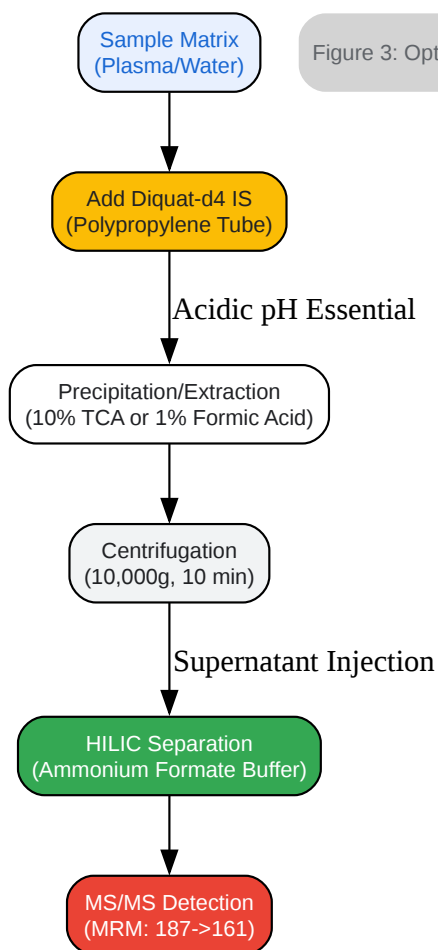 Sample Matrix
(Plasma/Water)
Figure 3: Opt
Add Diquat-d4 IS
(Polypropylene Tube)
Acidic pH Essential
Precipitation/Extraction
(10% TCA or 1% Formic Acid)
Centrifugation
(10,000g, 10 min)
Supernatant Injection
HILIC Separation
(Ammonium Formate Buffer)
MS/MS Detection
(MRM: 187->161)